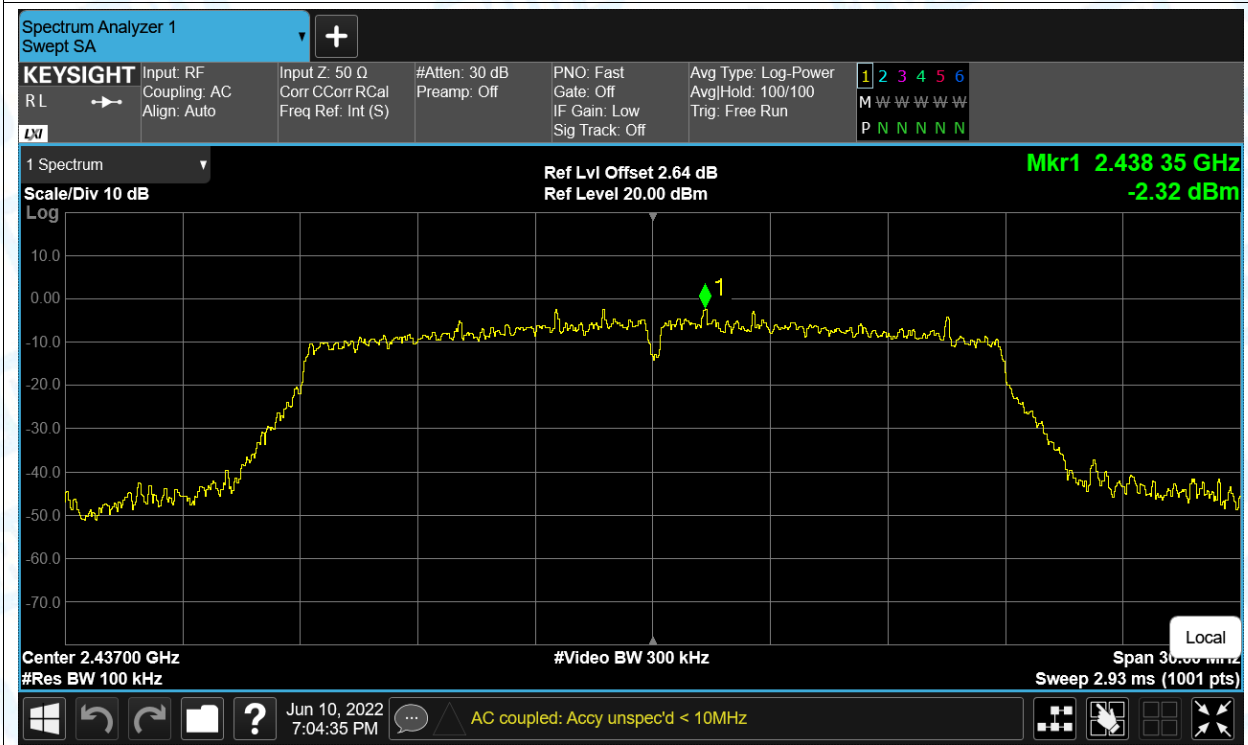 Spectrum Analyzer 1
Swept SA
KEYSIGHT
R L
LXI
Input: RF
Coupling: AC
Align: Auto
Input Z: 50 Ω
Corr CCorr RCal
Freq Ref: Int (S)
#Atten: 30 dB
Preamp: Off
PNO: Fast
Gate: Off
IF Gain: Low
Sig Track: Off
Avg Type: Log-Power
Avg|Hold: 100/100
Trig: Free Run
1 2 3 4 5 6
M W W W W W
P N N N N N
1 Spectrum
Scale/Div 10 dB
Log
Ref Lvl Offset 2.64 dB
Ref Level 20.00 dBm
Mkr1 2.438 35 GHz
-2.32 dBm
1
10.0
0.00
-10.0
-20.0
-30.0
-40.0
-50.0
-60.0
-70.0
Local
Center 2.43700 GHz
#Res BW 100 kHz
#Video BW 300 kHz
Span 30.00 MHz
Sweep 2.93 ms (1001 pts)
?
Jun 10, 2022
7:04:35 PM
AC coupled: Accy unspec'd < 10MHz